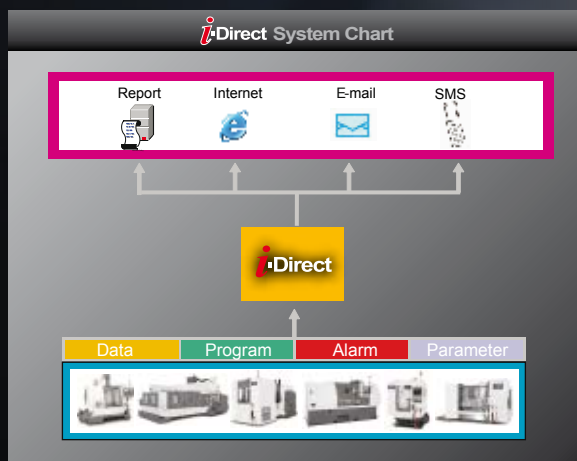 i-Direct System Chart
Report Internet E-mail SMS
i-Direct
Data Program Alarm Parameter